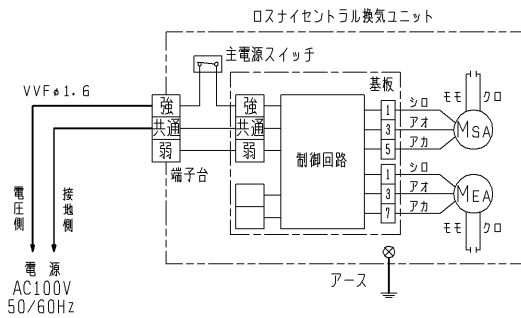 ロスナイセントラル換気ユニット
主電源スイッチ
VVFφ1.6
基板
強
共通
弱
端子台
強
共通
弱
制御回路
1
3
5
シロ
アオ
アカ
モモ
クロ
MSA
1
3
7
シロ
アオ
アカ
MEA
モモ
クロ
電圧側
接地側
アース
電源
AC100V
50/60Hz